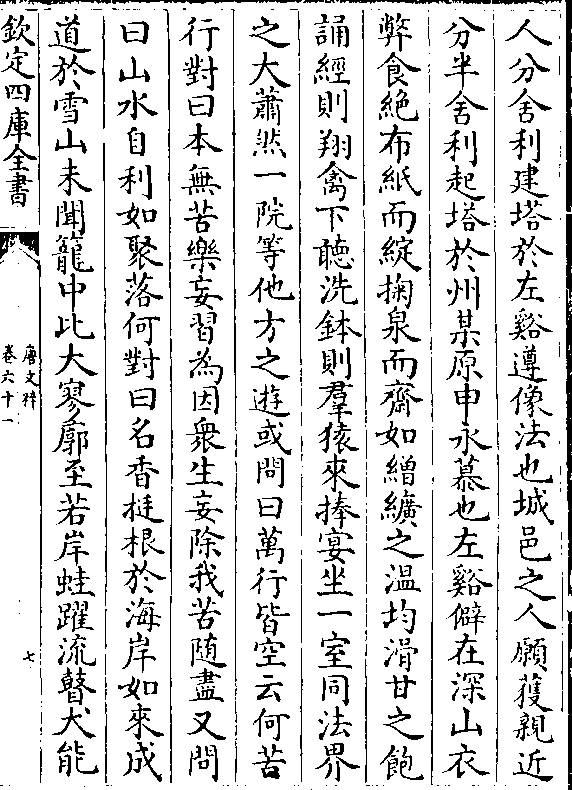 人分舍利建塔於左谿遵像法也城邑之人願獲親近
分半舍利起塔於州某原申永慕也左谿僻在深山衣
弊食絶布紙而綻掬泉而齋如繒纊之温均滑甘之飽
誦經則翔禽下聽洗鉢則羣猿來捧宴坐一室同法界
之大蕭然一院等他方之遊或問曰萬行皆空云何苦
行對曰本無苦樂妄習為因衆生妄除我苦随盡又問
曰山水自利如聚落何對曰名香挺根於海岸如來成
道於雪山未聞籠中比大寥廓至若岸蛙躍流瞽犬能
欽定四庫全書
唐文粹
卷六十一
七